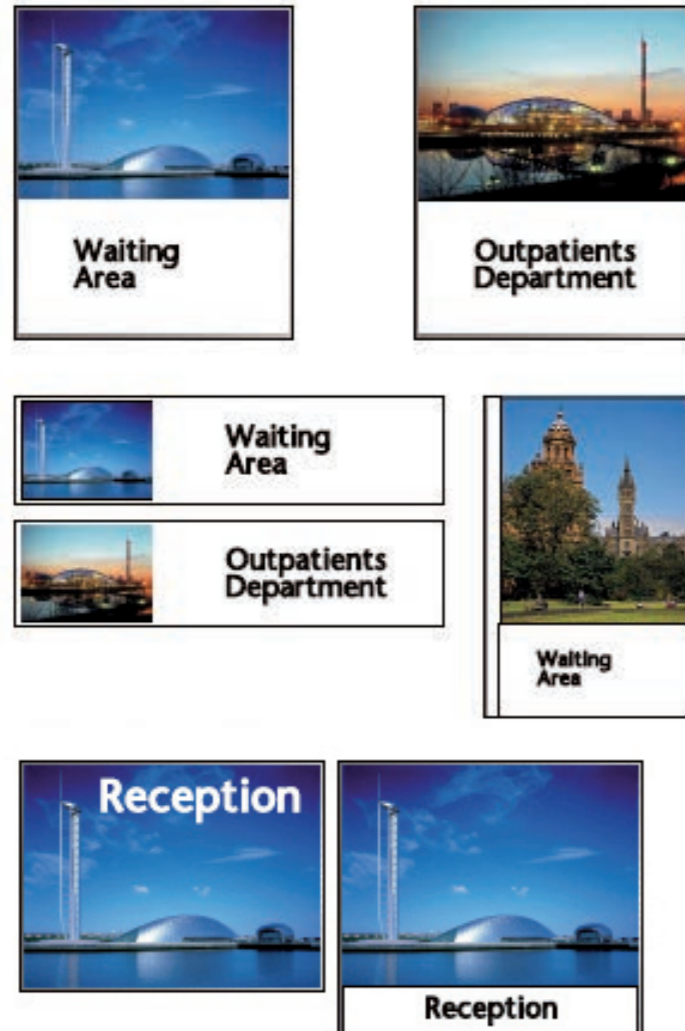 Waiting
Area
Outpatients
Department
Waiting
Area
Outpatients
Department
Waiting
Area
Reception
Reception